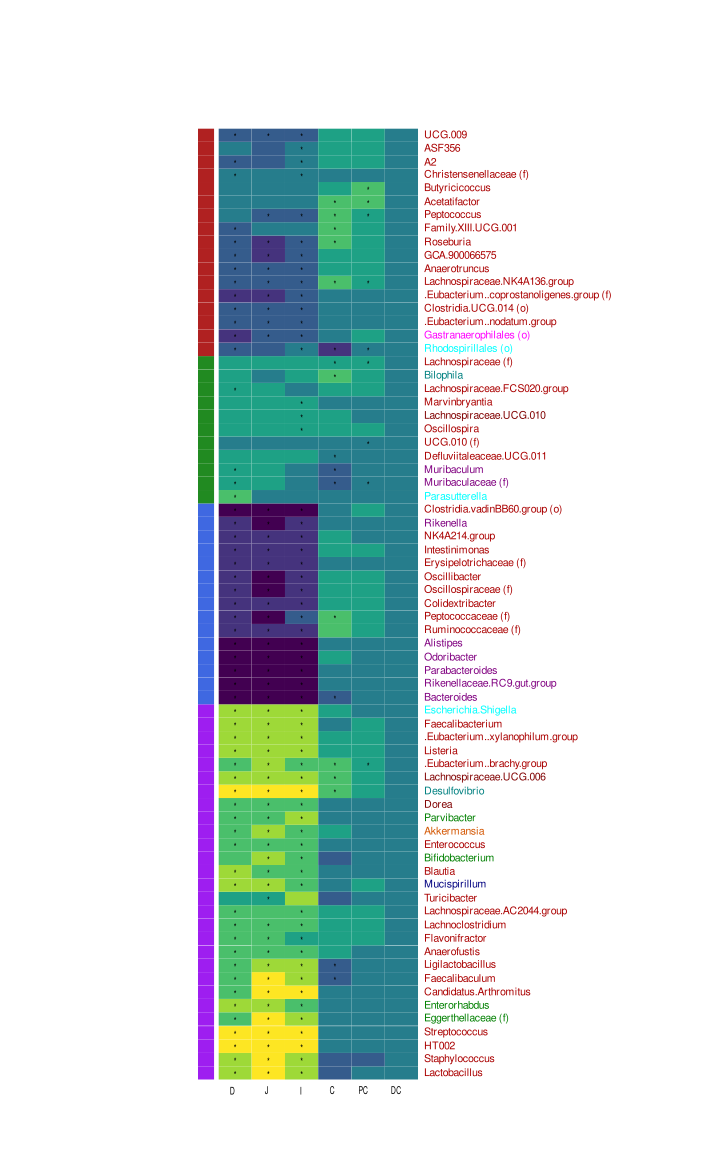 UCG.009
ASF356
A2
Christensenellaceae (f)
Butyricicoccus
Acetatifactor
Peptococcus
Family.XIII.UCG.001
Roseburia
GCA.900066575
Anaerotruncus
Lachnospiraceae.NK4A136.group
.Eubacterium..coprostanoligenes.group (f)
Clostridia.UCG.014 (o)
.Eubacterium..nodatum.group
Gastranaerophilales (o)
Rhodospirillales (o)
Lachnospiraceae (f)
Bilophila
Lachnospiraceae.FCS020.group
Marvinbryantia
Lachnospiraceae.UCG.010
Oscillospira
UCG.010 (f)
Defluviitaleaceae.UCG.011
Muribaculum
Muribaculaceae (f)
Parasutterella
Clostridia.vadinBB60.group (o)
Rikenella
NK4A214.group
Intestinimonas
Erysipelotrichaceae (f)
Oscillibacter
Oscillospiraceae (f)
Colidextribacter
Peptococcaceae (f)
Ruminococcaceae (f)
Alistipes
Odoribacter
Parabacteroides
Rikenellaceae.RC9.gut.group
Bacteroides
Escherichia.Shigella
Faecalibacterium
.Eubacterium..xylanophilum.group
Listeria
.Eubacterium..brachy.group
Lachnospiraceae.UCG.006
Desulfovibrio
Dorea
Parvibacter
Akkermansia
Enterococcus
Bifidobacterium
Blautia
Mucispirillum
Turicibacter
Lachnospiraceae.AC2044.group
Lachnoclostridium
Flavonifractor
Anaerofustis
Ligilactobacillus
Faecalibaculum
Candidatus.Arthromitus
Enterorhabdus
Eggerthellaceae (f)
Streptococcus
HT002
Staphylococcus
Lactobacillus
D J I C PC DC